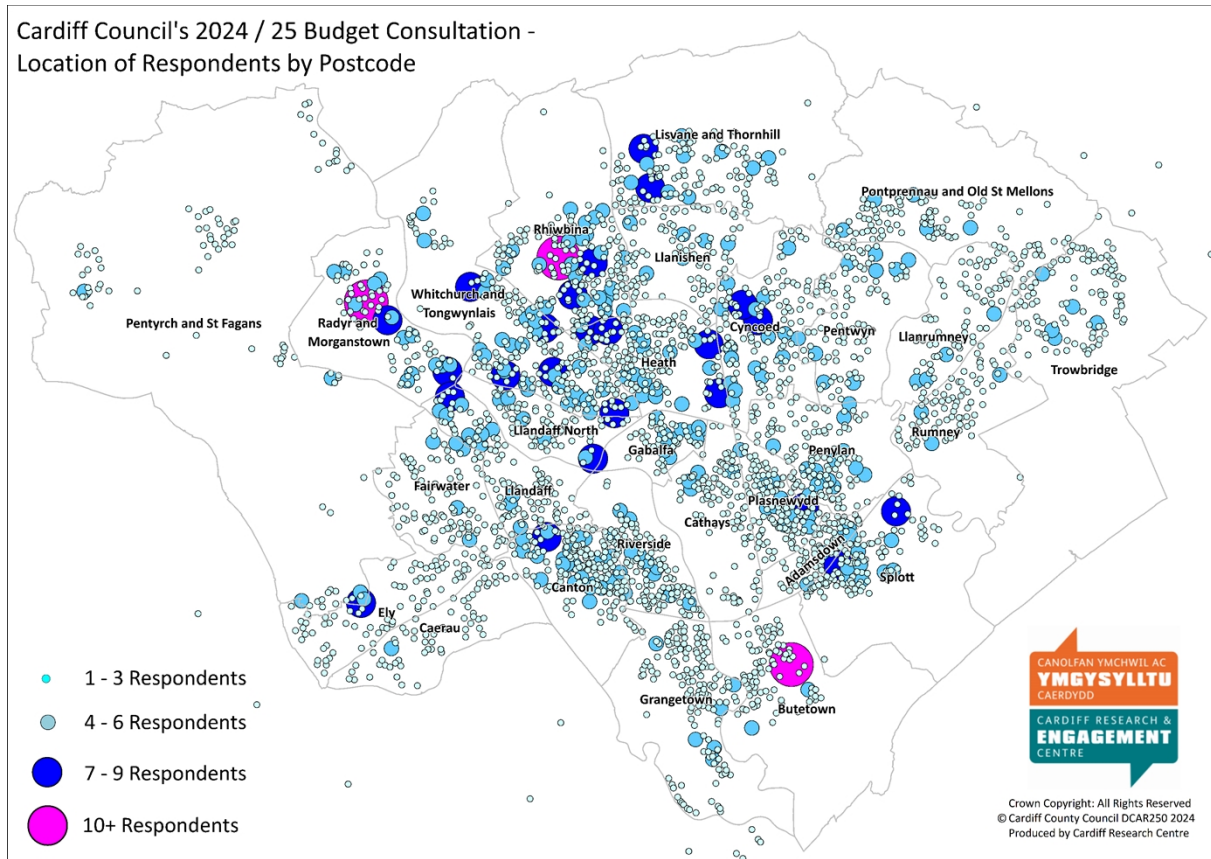 Cardiff Council's 2024 / 25 Budget Consultation -
Location of Respondents by Postcode
Lisvane and Thornhill
Pontprennau and Old St Mellons
Rhiwbina
Llanishen
Whitchurch and
Tongwynlais
Pentyrch and St Fagans
Radyr and
Morganstown
Cyncoed
Pentwyn
Llanrumney
Heath
Trowbridge
Llandaff North
Rumney
Gabalfa
Penylan
Fairwater
Llandaff
Plasnewydd
Cathays
Riverside
Adamsdown
Splott
Canton
Ely
Caerau
Grangetown
Butetown
1 - 3 Respondents
4 - 6 Respondents
7 - 9 Respondents
10+ Respondents
CANOLFAN YMCHWIL AC
YMGYSYLLTU
CAERDYDD
CARDIFF RESEARCH &
ENGAGEMENT
CENTRE
Crown Copyright: All Rights Reserved
© Cardiff County Council DCAR250 2024
Produced by Cardiff Research Centre